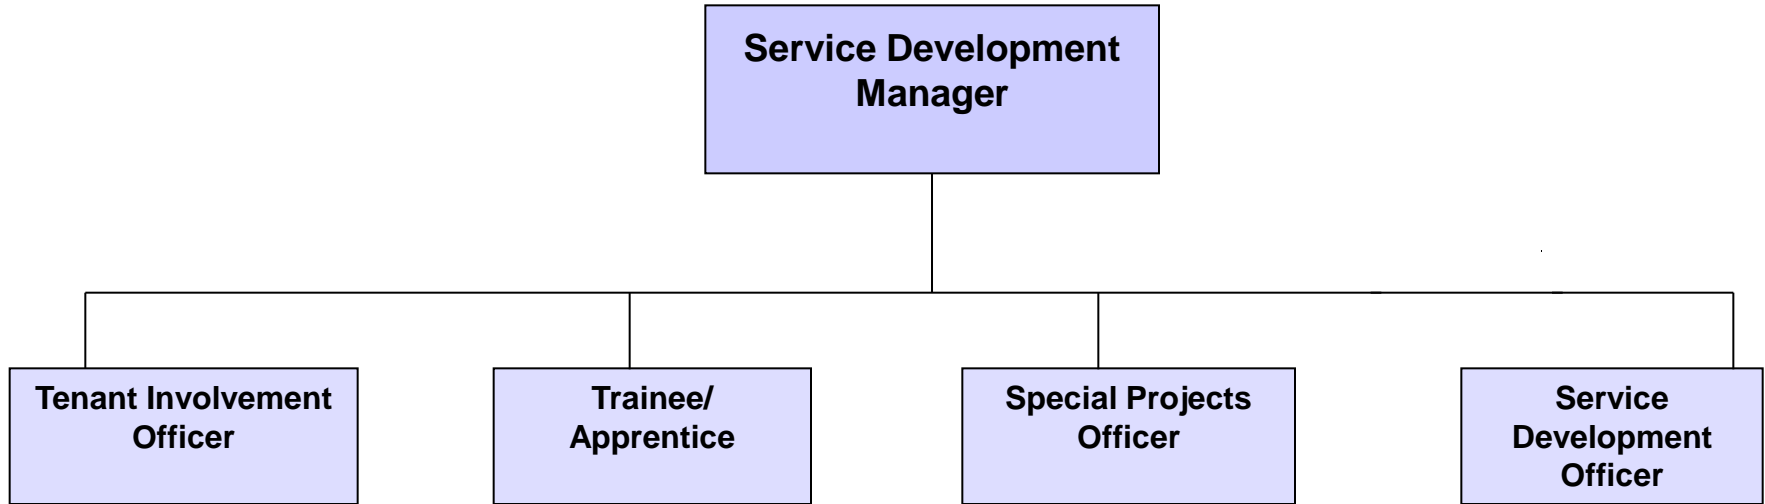 Service Development
Manager
Tenant Involvement
Officer
Trainee/
Apprentice
Special Projects
Officer
Service
Development
Officer